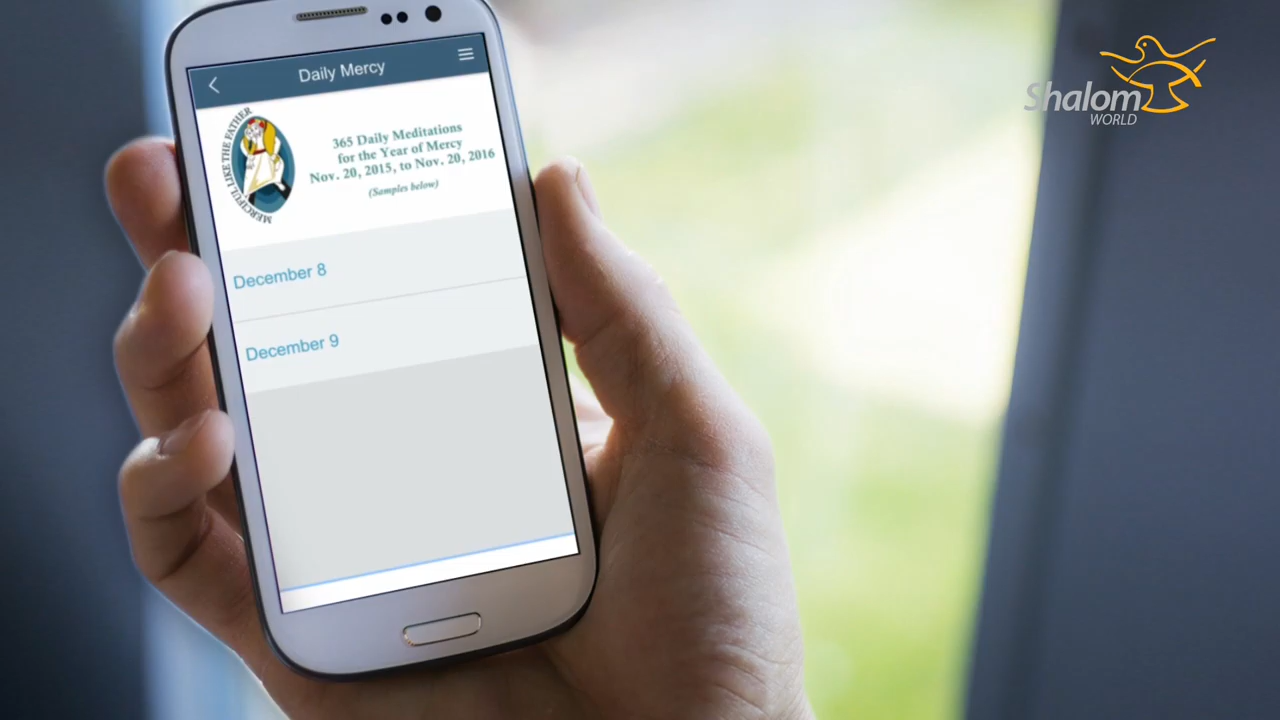 Daily Mercy
MERCIFUL LIKE THE FATHER
365 Daily Meditations
for the Year of Mercy
Nov. 20, 2015, to Nov. 20, 2016
(Samples below)
December 8
December 9
Shalom
WORLD